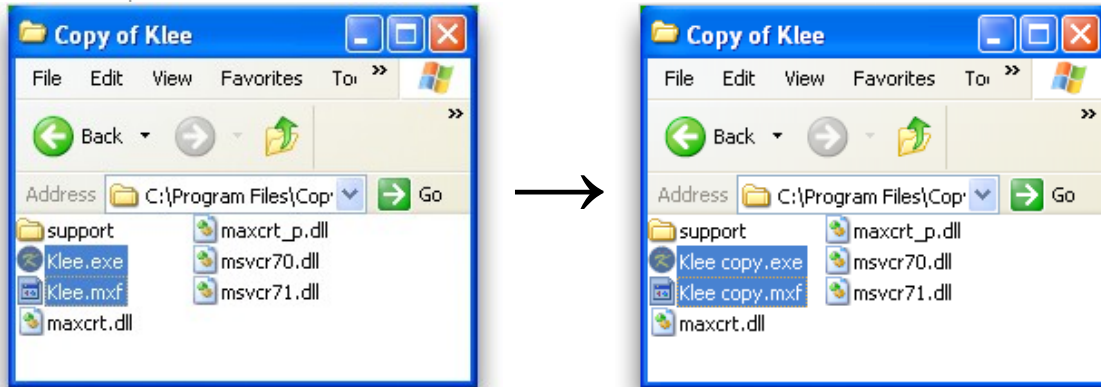 Copy of Klee
File Edit View Favorites To »
Back »
Address C:\Program Files\Cop Go
support maxcrt_p.dll
Klee.exe msvcr70.dll
Klee.mxf msvcr71.dll
maxcrt.dll
→
Copy of Klee
File Edit View Favorites To »
Back »
Address C:\Program Files\Cop Go
support maxcrt_p.dll
Klee copy.exe msvcr70.dll
Klee copy.mxf msvcr71.dll
maxcrt.dll